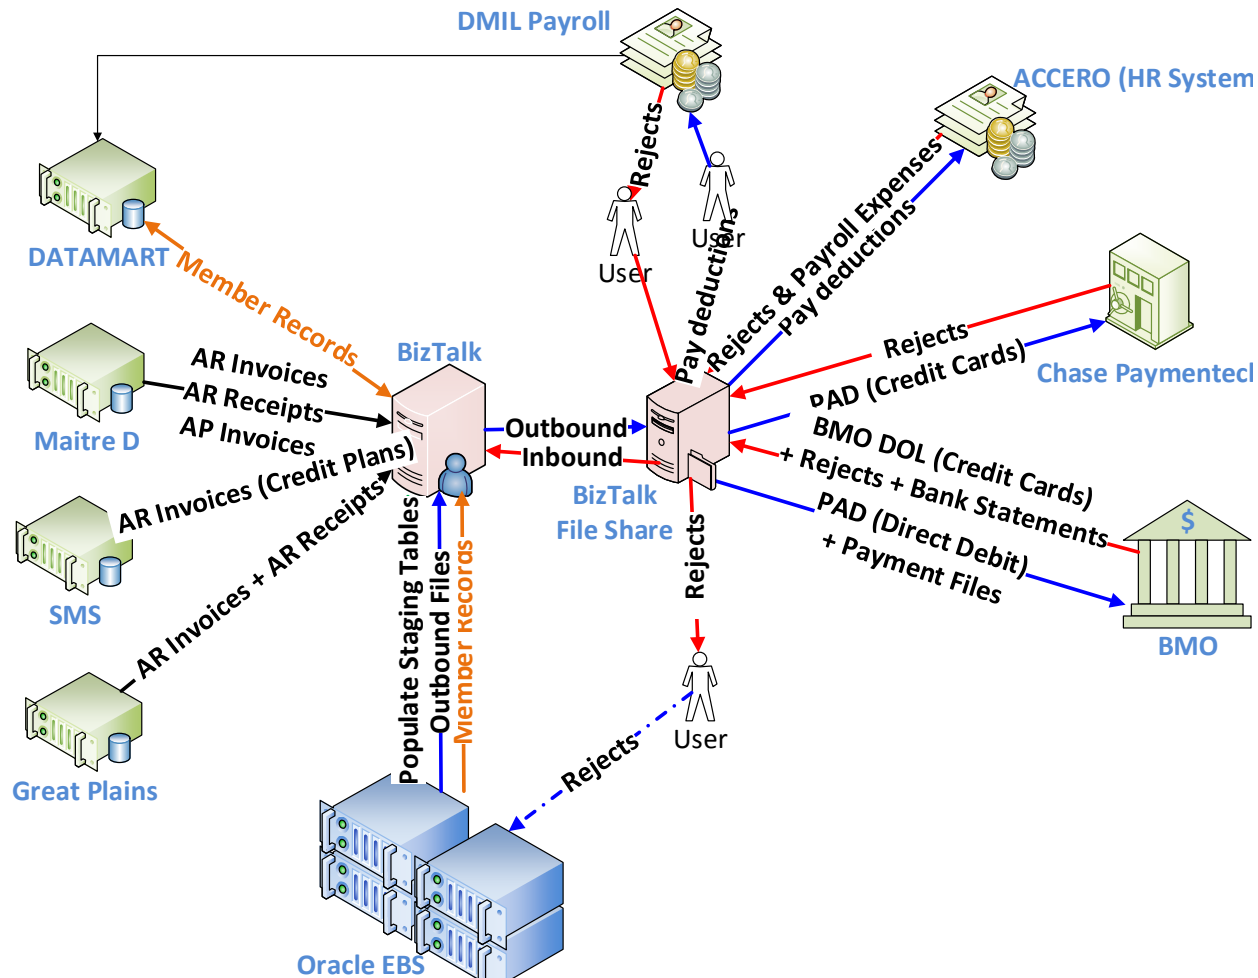 DMIL Payroll
ACCERO (HR System
Rejects
User
User
Pay deductions
Rejects & Payroll Expenses
Pay deductions
DATAMART
Member Records
BizTalk
Rejects
PAD (Credit Cards)
Chase Paymentech
AR Invoices
AR Receipts
AP Invoices
Maitre D
Outbound
Inbound
BizTalk
File Share
BMO DOL (Credit Cards)
+ Rejects + Bank Statements
PAD (Direct Debit)
+ Payment Files
$
BMO
AR Invoices (Credit Plans)
SMS
AR Invoices + AR Receipts
Great Plains
Populate Staging Tables
Outbound Files
Member Records
Rejects
User
Rejects
Oracle EBS